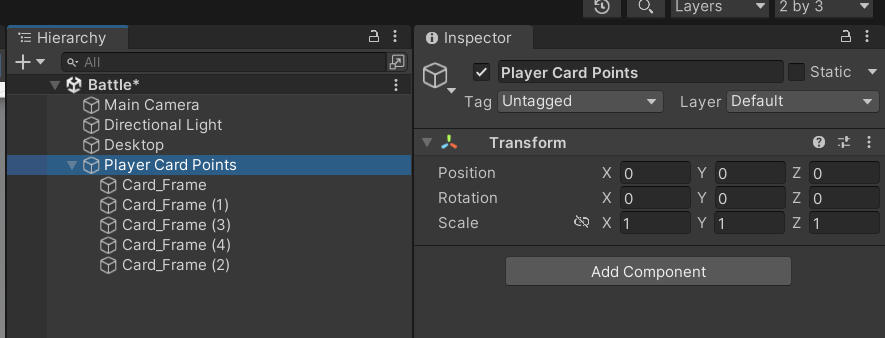 Layers 2 by 3
Hierarchy
All
Battle*
Main Camera
Directional Light
Desktop
Player Card Points
Card_Frame
Card_Frame (1)
Card_Frame (3)
Card_Frame (4)
Card_Frame (2)
Inspector
Player Card Points Static
Tag Untagged Layer Default
Transform
Position X 0 Y 0 Z 0
Rotation X 0 Y 0 Z 0
Scale X 1 Y 1 Z 1
Add Component